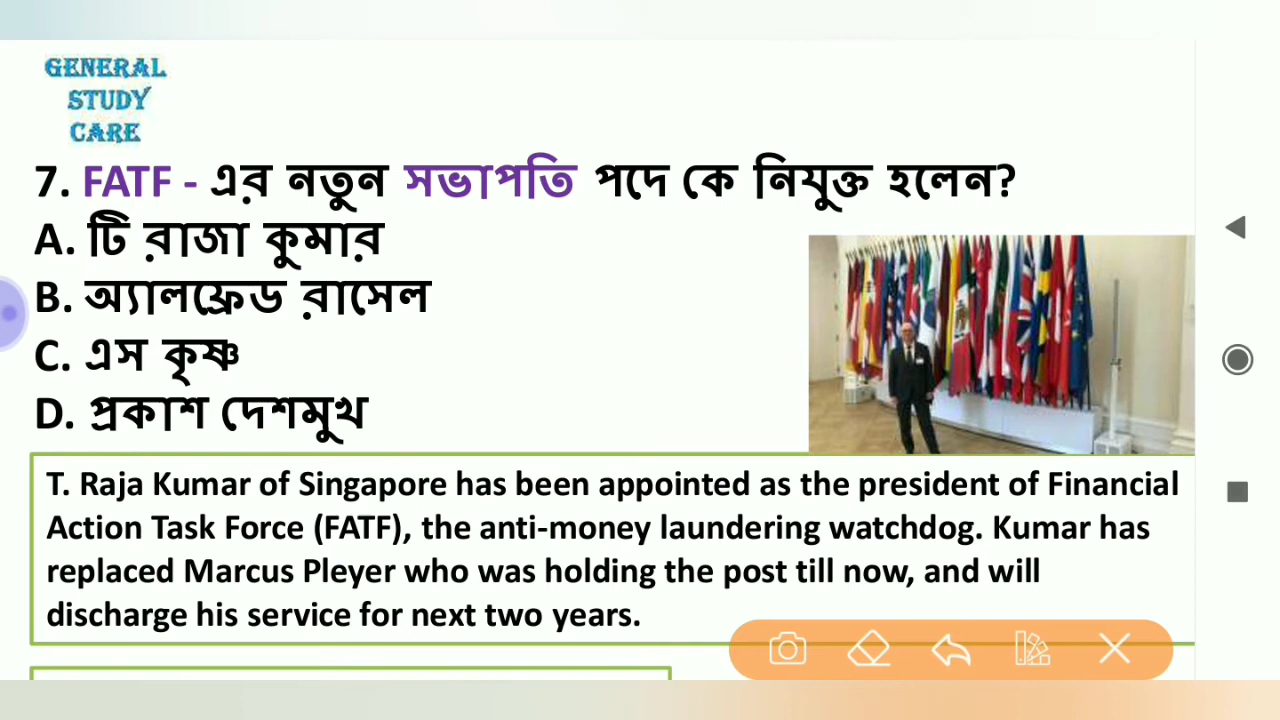 GENERAL
STUDY
CARE
7. FATF - এর নতুন সভাপতি পদে কে নিযুক্ত হলেন?
A. টি রাজা কুমার
B. অ্যালফ্রেড রাসেল
C. এস কৃষ্ণ
D. প্রকাশ দেশমুখ
T. Raja Kumar of Singapore has been appointed as the president of Financial
Action Task Force (FATF), the anti-money laundering watchdog. Kumar has
replaced Marcus Pleyer who was holding the post till now, and will
discharge his service for next two years.